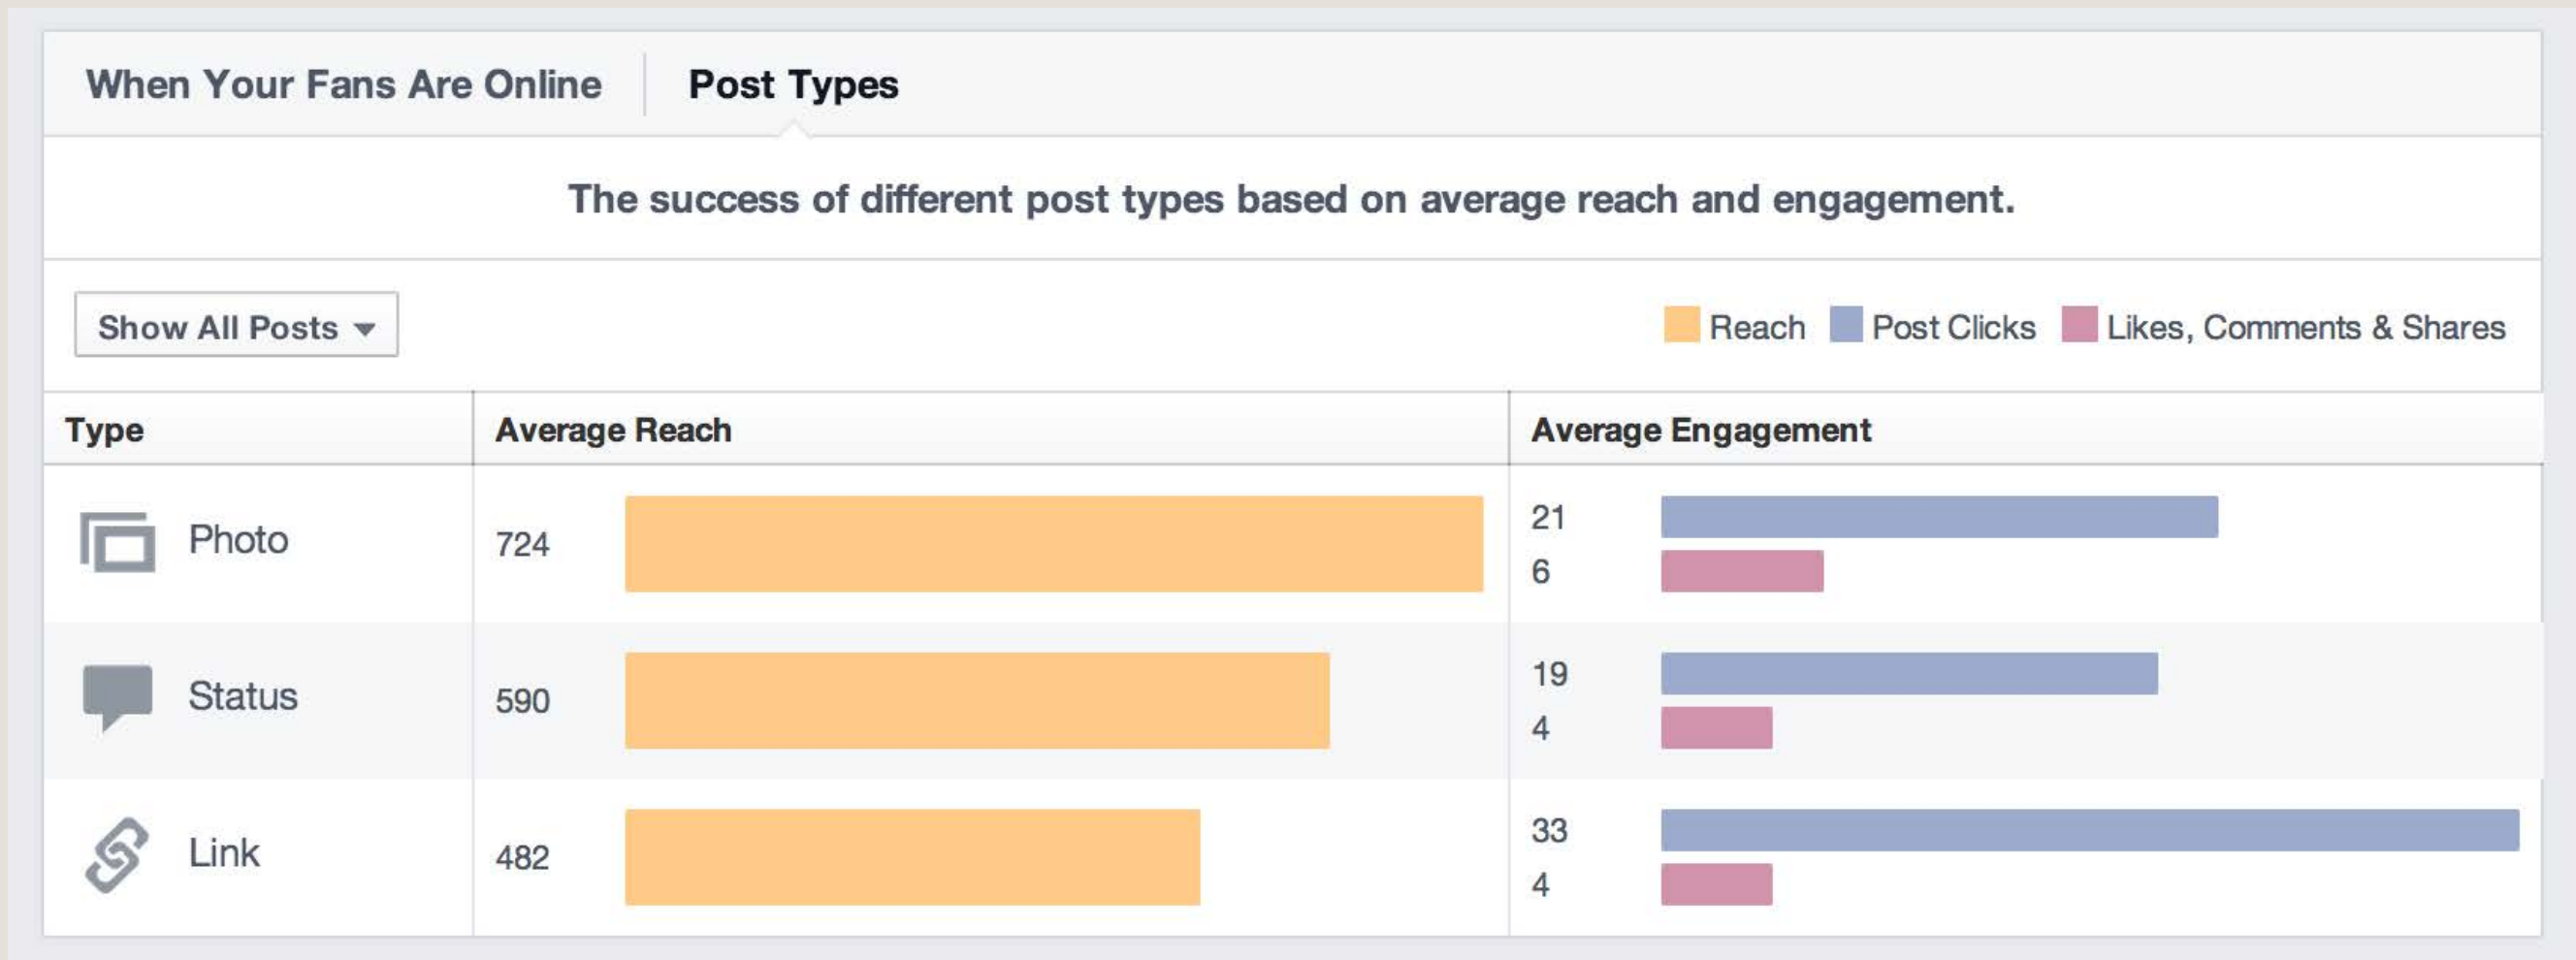 When Your Fans Are Online Post Types
The success of different post types based on average reach and engagement.
Show All Posts
Reach Post Clicks Likes, Comments & Shares
Type Average Reach Average Engagement
Photo 724 21
6
Status 590 19
4
Link 482 33
4